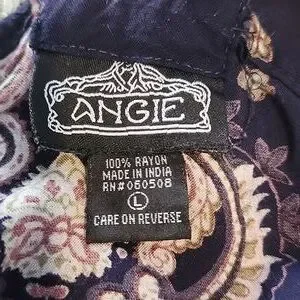 ANGIE
100% RAYON
MADE IN INDIA
RN#060508
L
CARE ON REVERSE